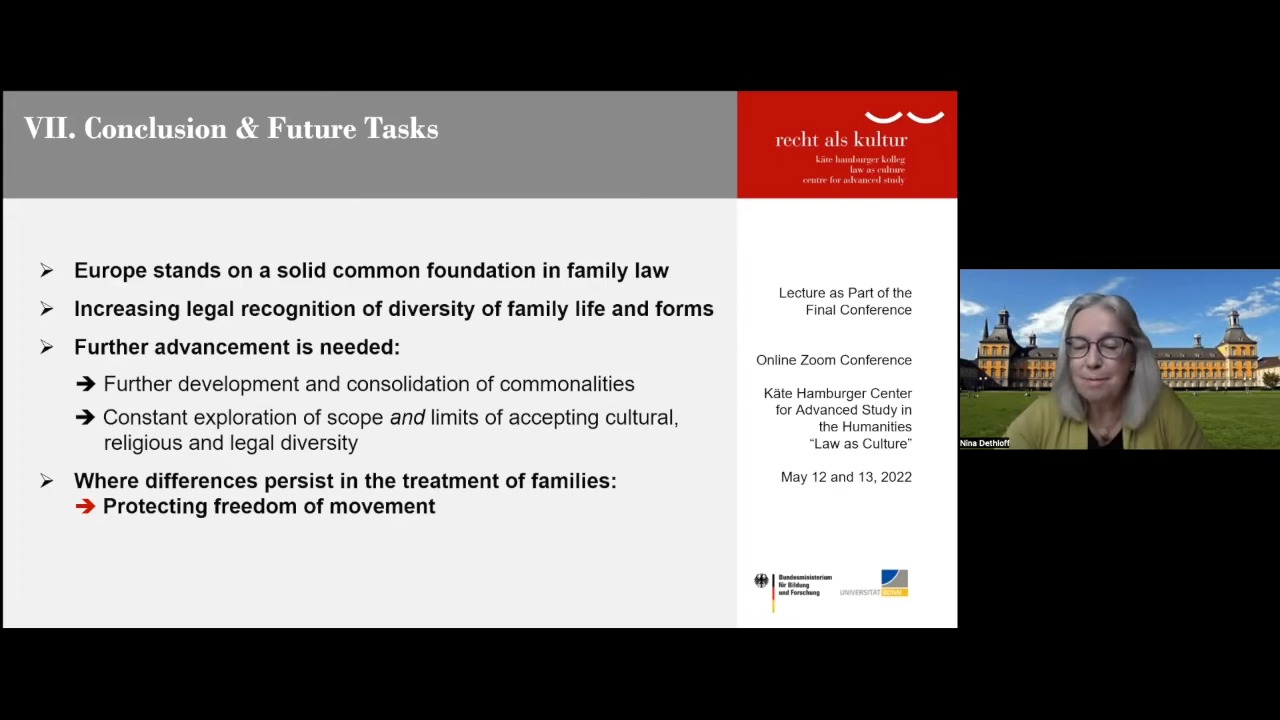 VII. Conclusion & Future Tasks
recht als kultur
käte hamburger kolleg
law as culture
centre for advanced study
➢ Europe stands on a solid common foundation in family law
➢ Increasing legal recognition of diversity of family life and forms
➢ Further advancement is needed:
➔ Further development and consolidation of commonalities
➔ Constant exploration of scope and limits of accepting cultural,
religious and legal diversity
➢ Where differences persist in the treatment of families:
➔ Protecting freedom of movement
Lecture as Part of the
Final Conference
Online Zoom Conference
Käte Hamburger Center
for Advanced Study in
the Humanities
“Law as Culture”
May 12 and 13, 2022
Bundesministerium
für Bildung
und Forschung
UNIVERSITÄT BONN
Nina Dethloff